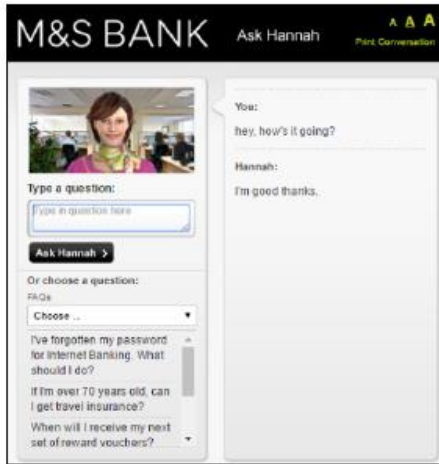 M&S BANK
Ask Hannah
A A A
Print Conversation
Type a question:
Type in question here
Ask Hannah >
Or choose a question:
FAQs
Choose ...
I've forgotten my password
for Internet Banking. What
should I do?
If I'm over 70 years old, can
I get travel insurance?
When will I receive my next
set of reward vouchers?
You:
hey, how's it going?
Hannah:
I'm good thanks.